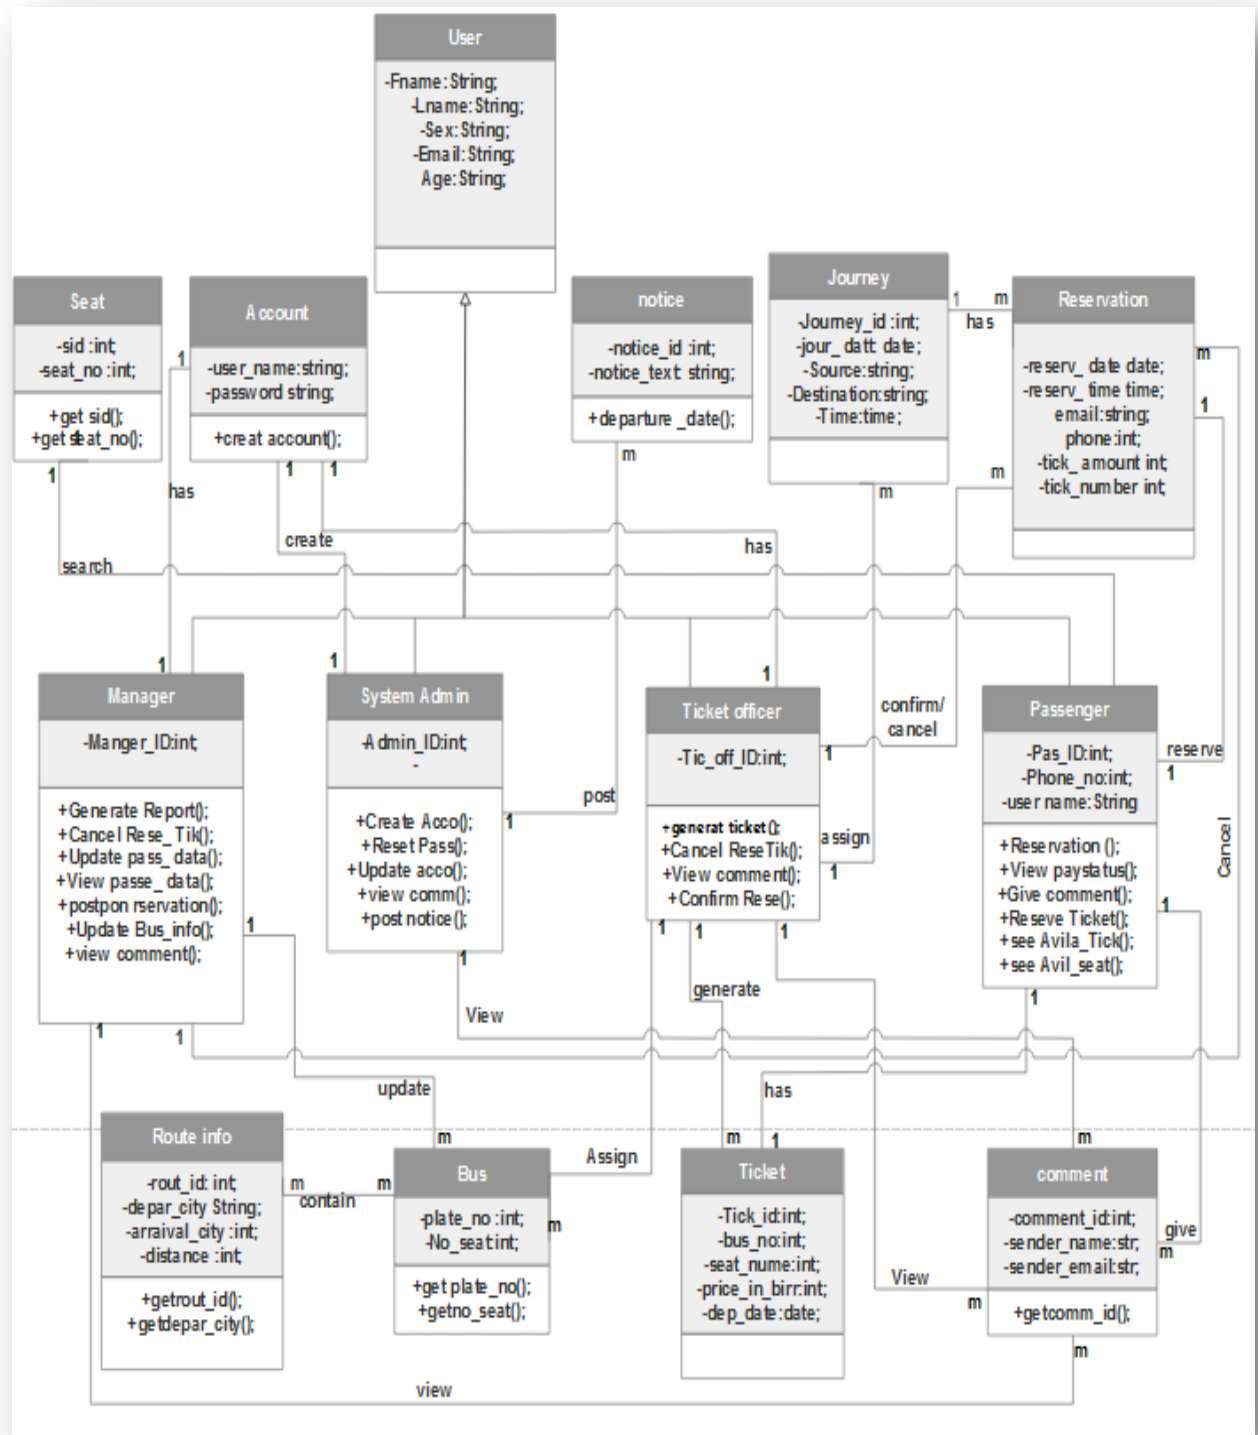 User
-Fname:String;
-Lname:String;
-Sex:String;
-Email:String;
Age:String;
Seat
-sid :int;
-seat_no :int;
+get sid();
+get seat_no();
1
Account
-user_name:string;
-password string;
+creat account();
1
1
1
notice
-notice_id :int;
-notice_text string;
+departure _date();
m
Journey
-Journey_id :int;
-jour_ datt date;
-Source:string;
-Destination:string;
-Time:time;
m
1
m
has
Reservation
-reserv_ date date;
-reserv_ time time;
email:string;
phone:int;
-tick_ amount int;
-tick_number int;
m
1
m
has
create
has
search
1
1
1
Manager
-Manger_ID:int;
+Generate Report();
+Cancel Rese_Tik();
+Update pass_ data();
+View passe_ data();
+postpon rservation();
+Update Bus_info();
+view comment();
1
1
1
System Admin
-Admin_ID:int;
-
+Create Acco();
+Reset Pass();
+Update acco();
+view comm();
+post notice();
1
1
post
Ticket officer
-Tic_off_ID:int;
+generat ticket();
+Cancel ReseTik();
+View comment();
+Confirm Rese();
1
1
1
1
1
confirm/
cancel
assign
Passenger
-Pas_ID:int;
-Phone_no:int;
-user name:String
+Reservation ();
+View paystatus();
+Give comment();
+Reseve Ticket();
+see Avila_Tick();
+see Avil_seat();
reserve
1
1
1
Cancel
generate
View
update
has
Route info
-rout_id: int;
-depar_city String;
-arraival_city :int;
-distance :int;
+getrout_id();
+getdepar_city();
m
m
contain
m
Bus
-plate_no :int;
-No_seat:int;
+get plate_no();
+getno_seat();
Assign
m
m
1
Ticket
-Tick_id:int;
-bus_no:int;
-seat_nume:int;
-price_in_birr:int;
-dep_date:date;
m
comment
-comment_id:int;
-sender_name:str;
-sender_email:str;
+getcomm_id();
give
m
View
m
m
view